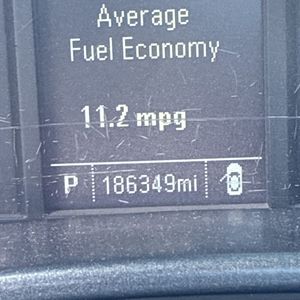 Average
Fuel Economy
11.2 mpg
P 186349mi